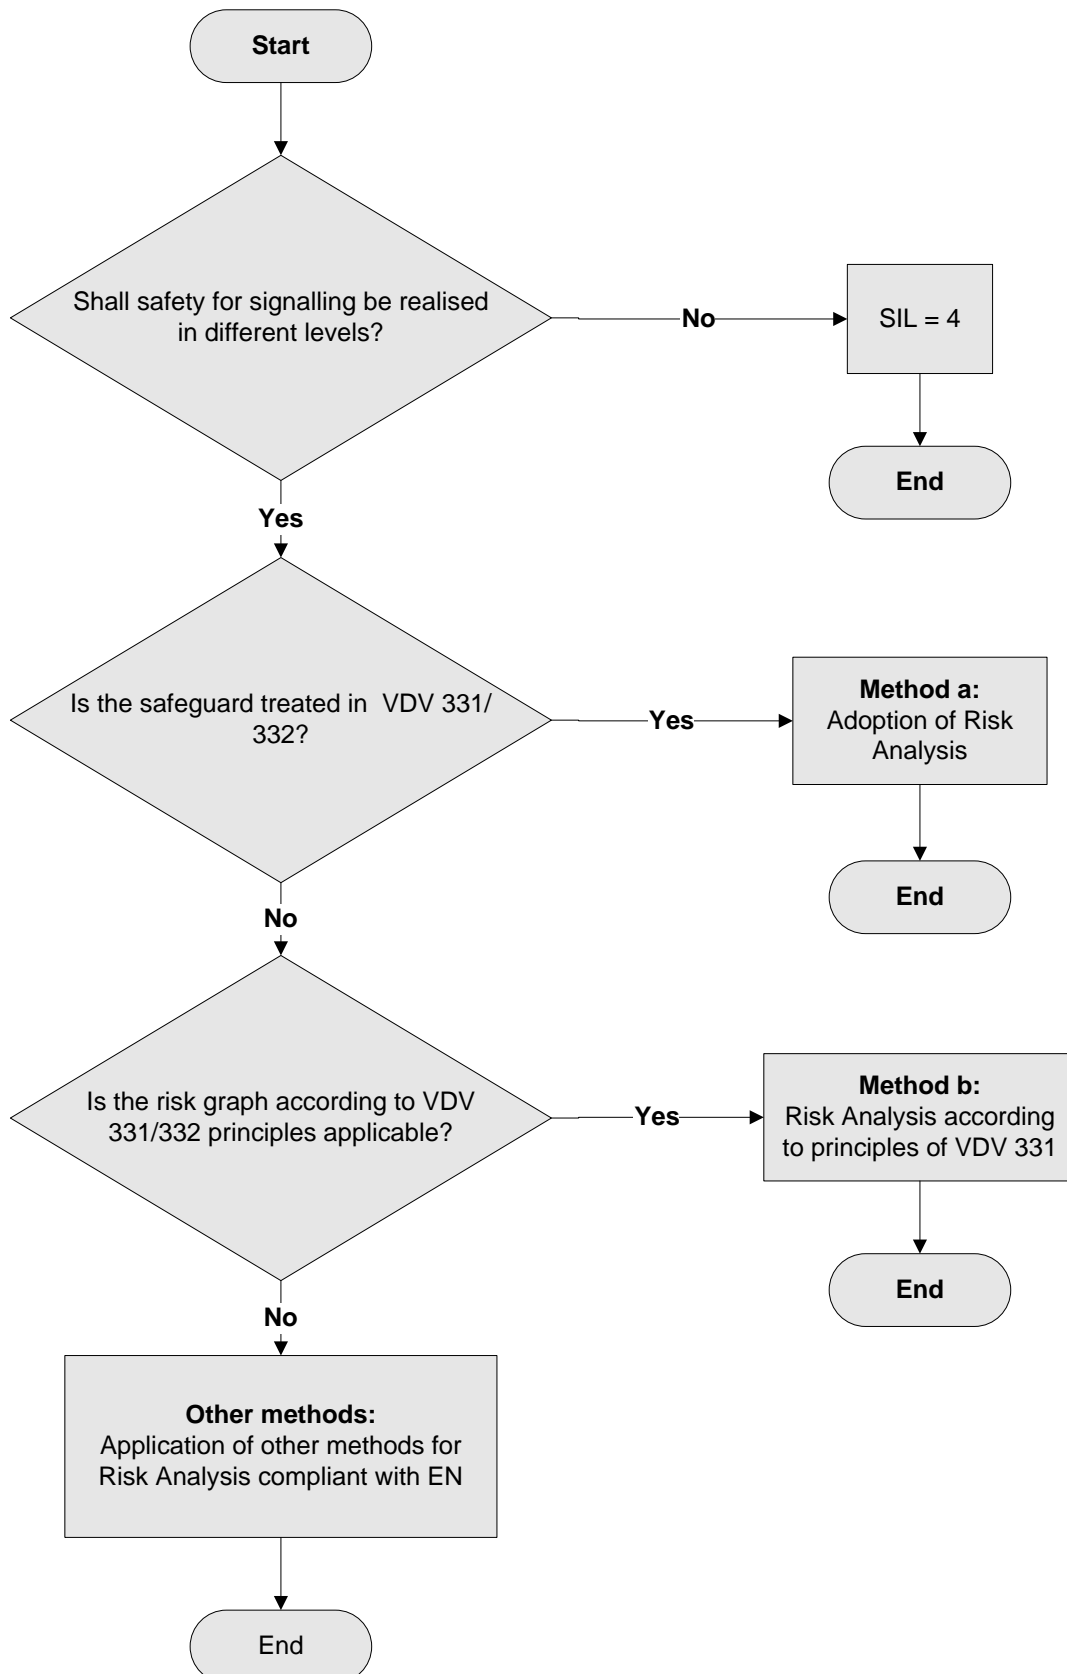 Start
Shall safety for signalling be realised
in different levels?
No
SIL = 4
End
Yes
Is the safeguard treated in VDV 331/
332?
Yes
Method a:
Adoption of Risk
Analysis
End
No
Is the risk graph according to VDV
331/332 principles applicable?
Yes
Method b:
Risk Analysis according
to principles of VDV 331
End
No
Other methods:
Application of other methods for
Risk Analysis compliant with EN
End